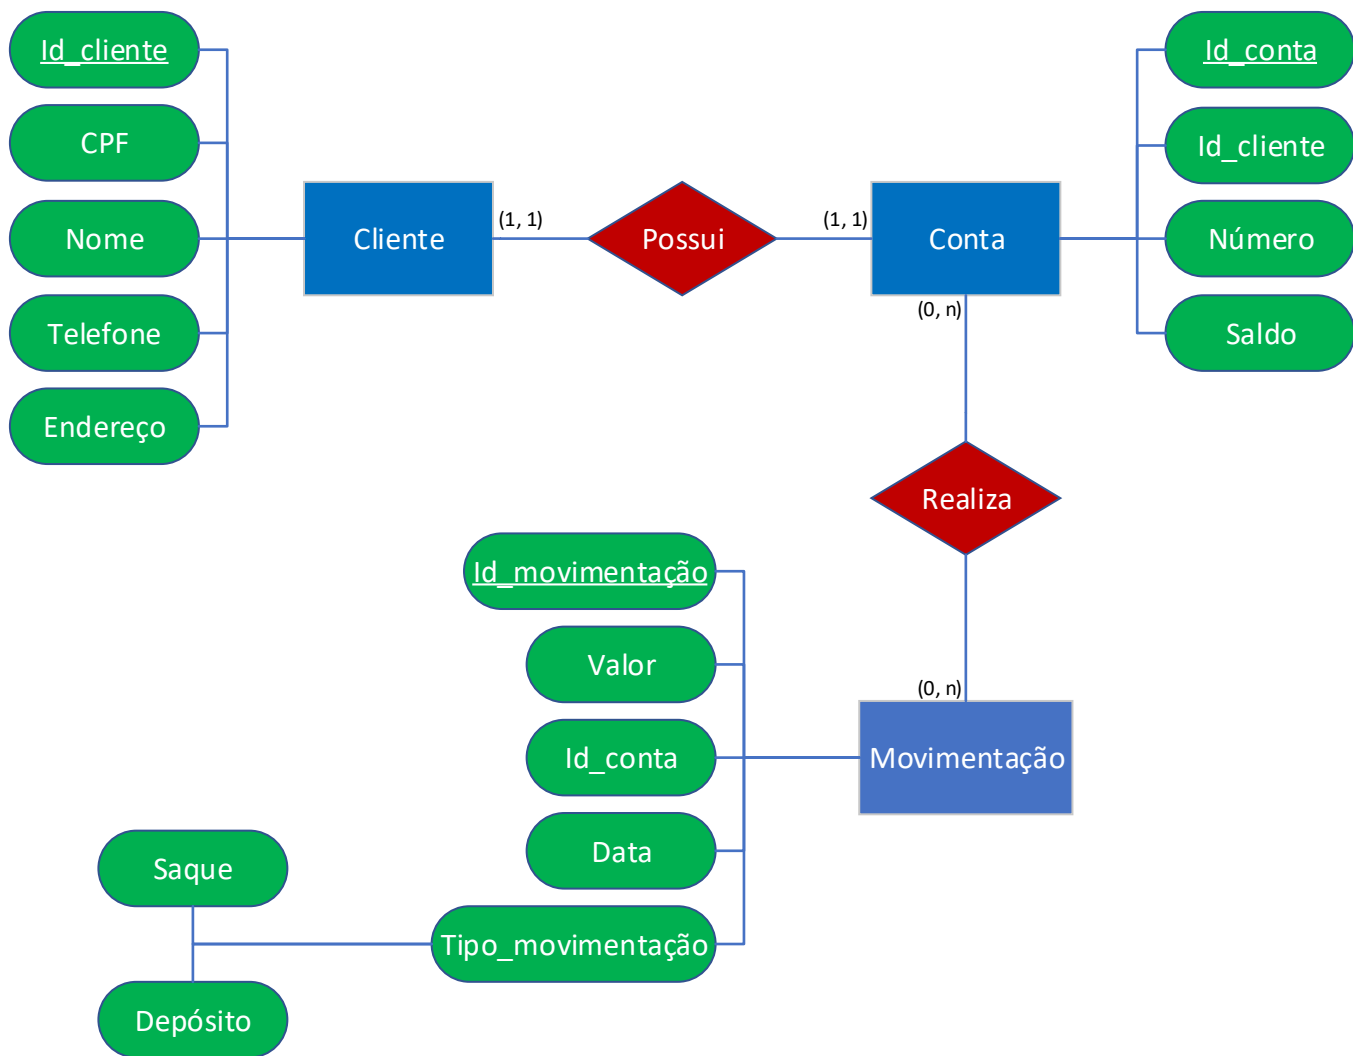 Id_cliente
CPF
Nome
Telefone
Endereço
Cliente
(1, 1)
Possui
(1, 1)
Conta
(0, n)
Id_conta
Id_cliente
Número
Saldo
Realiza
(0, n)
Movimentação
Id_movimentação
Valor
Id_conta
Data
Tipo_movimentação
Saque
Depósito